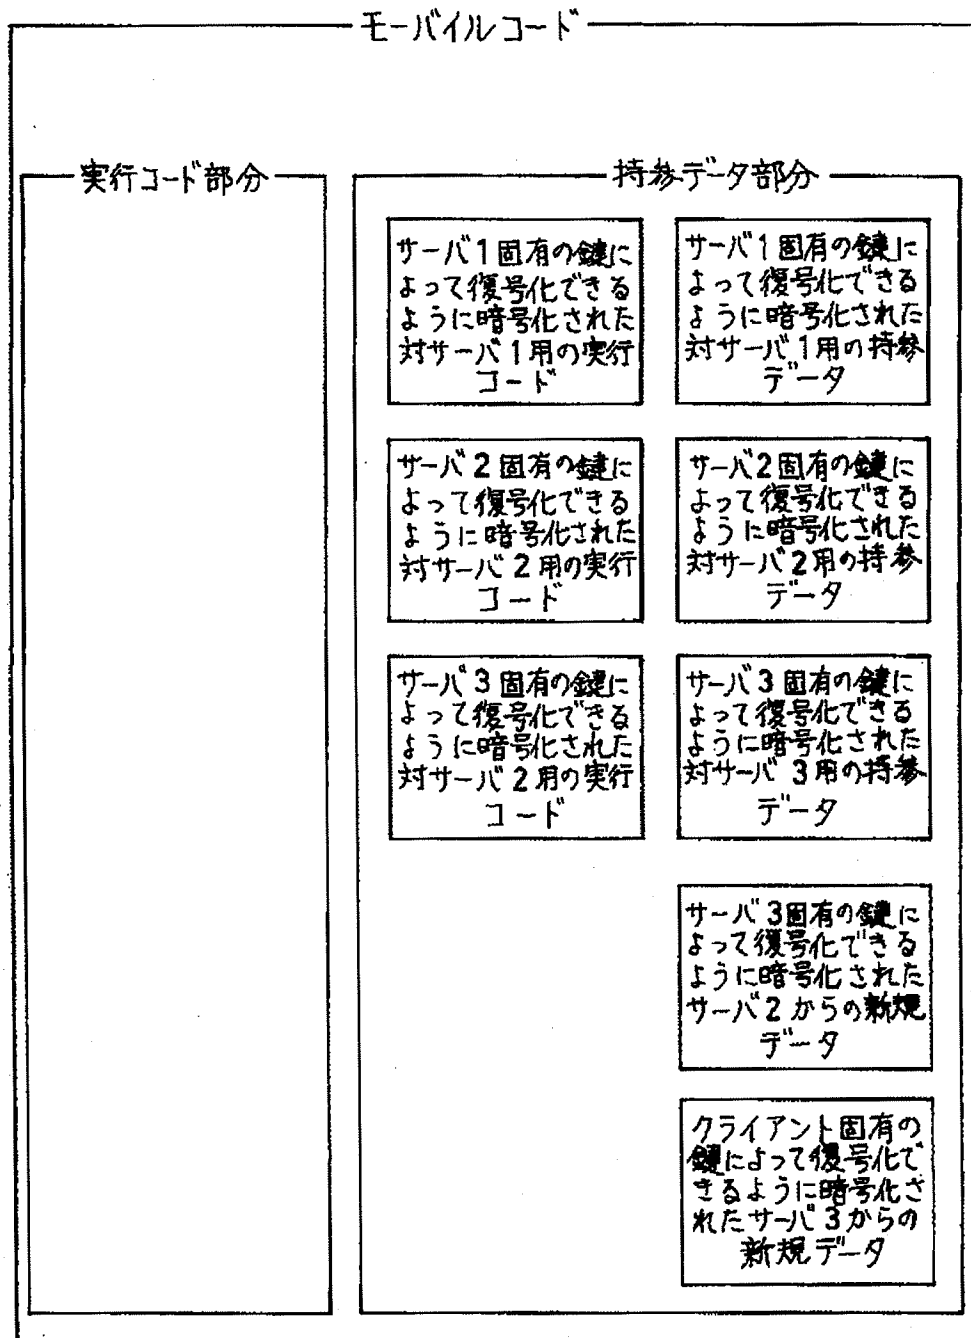 モーバイルコード
実行コード部分
持参データ部分
サーバ1固有の鍵に
よって復号化できる
ように暗号化された
対サーバ1用の実行
コード
サーバ1固有の鍵に
よって復号化できる
ように暗号化された
対サーバ1用の持参
データ
サーバ2固有の鍵に
よって復号化できる
ように暗号化された
対サーバ2用の実行
コード
サーバ2固有の鍵に
よって復号化できる
ように暗号化された
対サーバ2用の持参
データ
サーバ3固有の鍵に
よって復号化できる
ように暗号化された
対サーバ2用の実行
コード
サーバ3固有の鍵に
よって復号化できる
ように暗号化された
対サーバ3用の持参
データ
サーバ3固有の鍵に
よって復号化できる
ように暗号化された
サーバ2からの新規
データ
クライアント固有の
鍵によって復号化で
きるように暗号化さ
れたサーバ3からの
新規データ